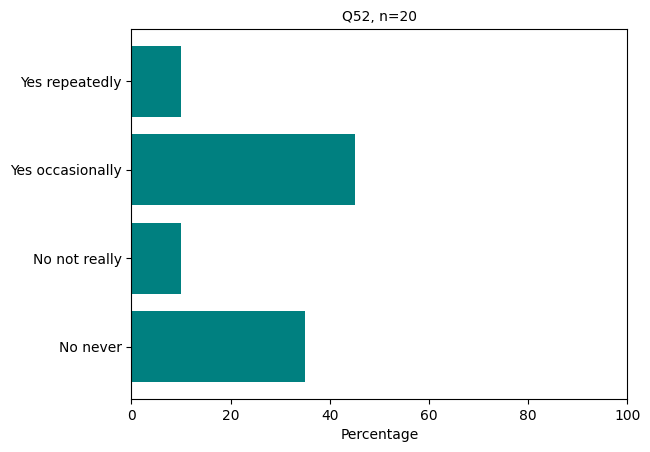 Q52, n=20
Yes repeatedly
Yes occasionally
No not really
No never
0 20 40 60 80 100
Percentage